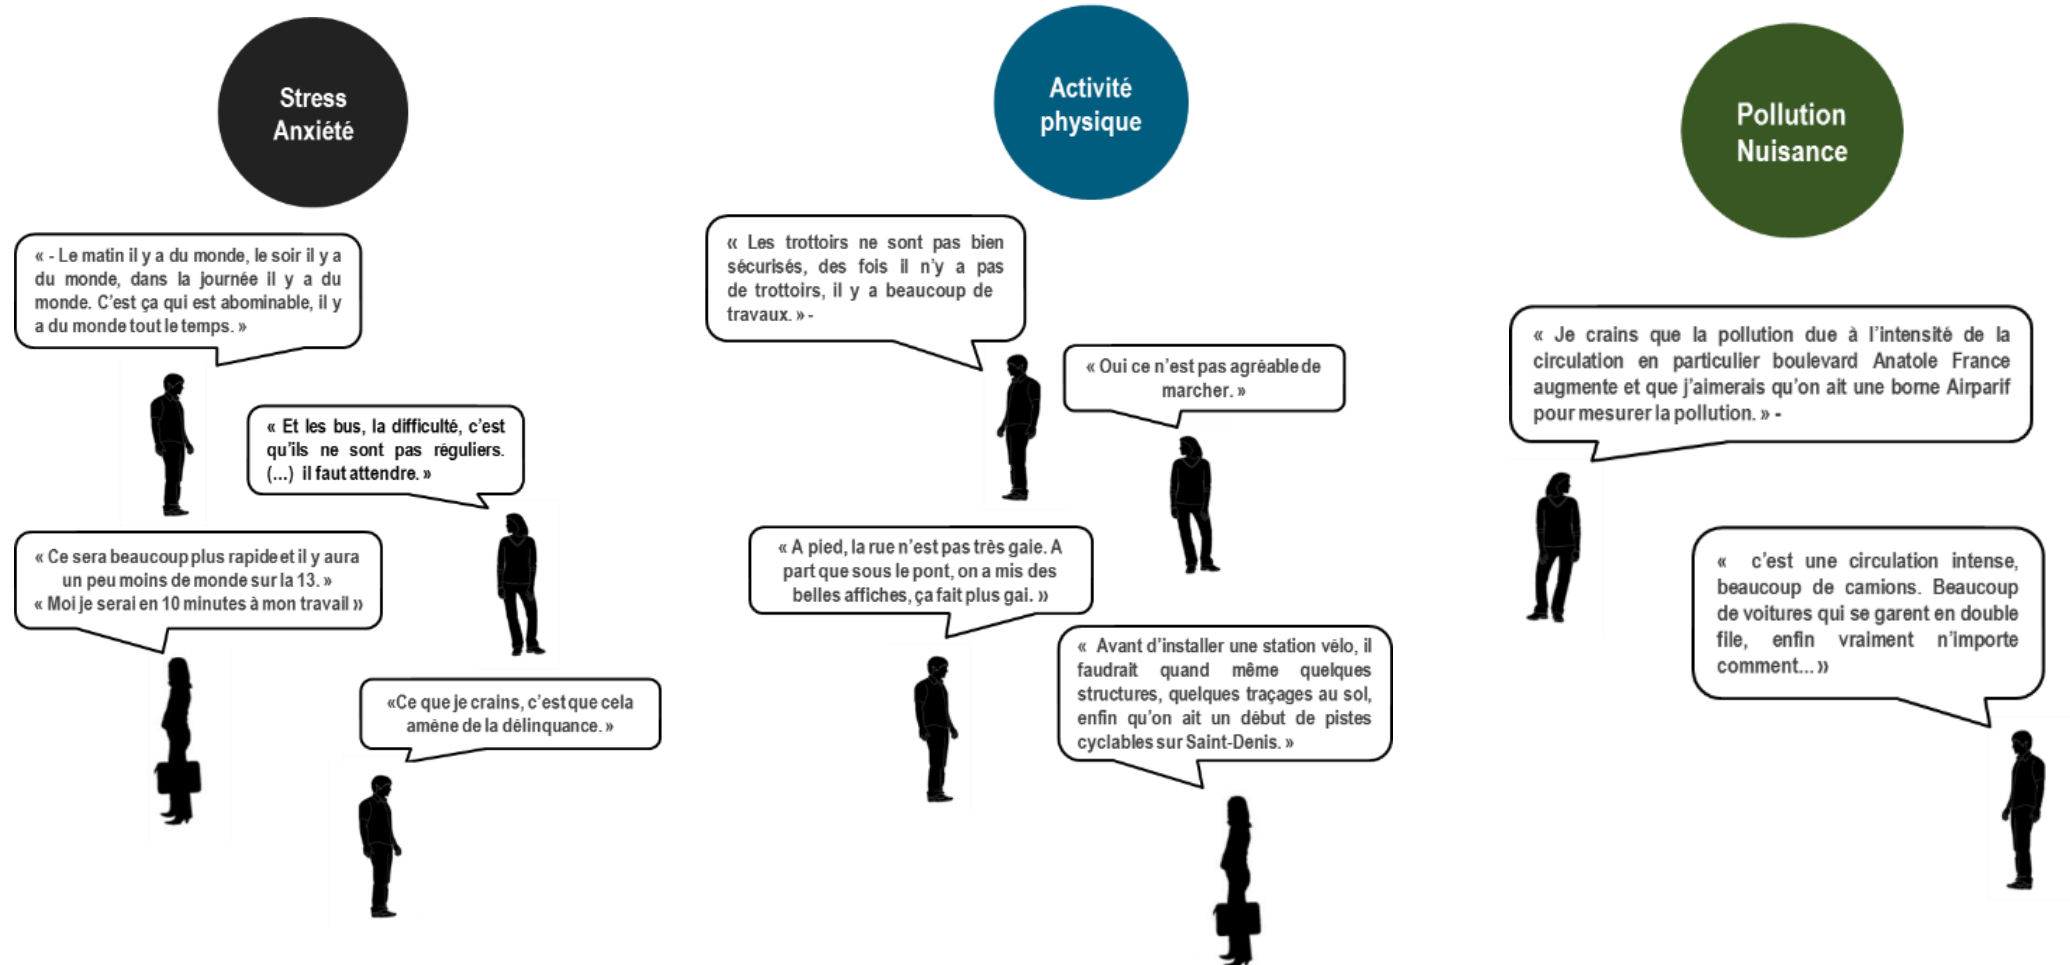 Stress
Anxiété
« - Le matin il y a du monde, le soir il y a
du monde, dans la journée il y a du
monde. C’est ça qui est abominable, il y
a du monde tout le temps. »
« Et les bus, la difficulté, c’est
qu’ils ne sont pas réguliers.
(...) il faut attendre. »
« Ce sera beaucoup plus rapide et il y aura
un peu moins de monde sur la 13. »
« Moi je serai en 10 minutes à mon travail »
«Ce que je crains, c’est que cela
amène de la délinquance. »
Activité
physique
« Les trottoirs ne sont pas bien
sécurisés, des fois il n’y a pas
de trottoirs, il y a beaucoup de
travaux. » -
« Oui ce n’est pas agréable de
marcher. »
« A pied, la rue n’est pas très gaie. A
part que sous le pont, on a mis des
belles affiches, ça fait plus gai. »
« Avant d’installer une station vélo, il
faudrait quand même quelques
structures, quelques traçages au sol,
enfin qu’on ait un début de pistes
cyclables sur Saint-Denis. »
Pollution
Nuisance
« Je crains que la pollution due à l’intensité de la
circulation en particulier boulevard Anatole France
augmente et que j’aimerais qu’on ait une borne Airparif
pour mesurer la pollution. » -
« c’est une circulation intense,
beaucoup de camions. Beaucoup
de voitures qui se garent en double
file, enfin vraiment n’importe
comment... »